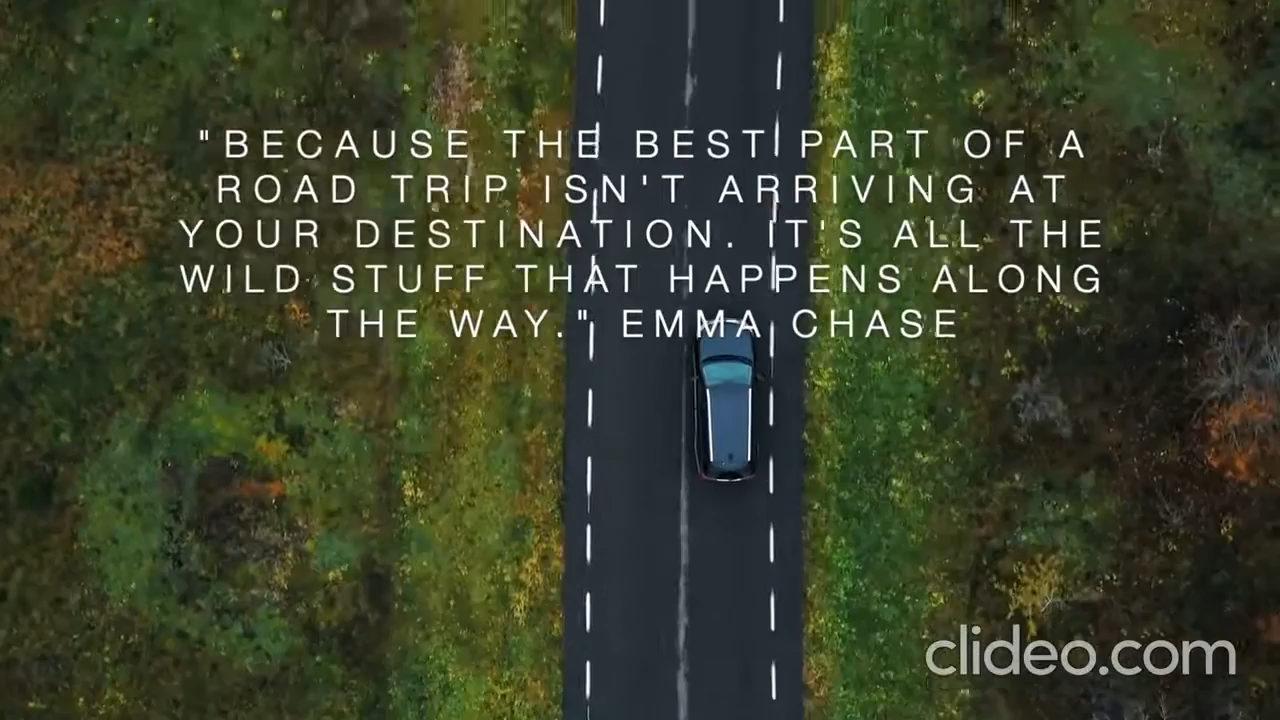 "BECAUSE THE BEST PART OF A
ROAD TRIP ISN'T ARRIVING AT
YOUR DESTINATION. IT'S ALL THE
WILD STUFF THAT HAPPENS ALONG
THE WAY." EMMA CHASE
clideo.com